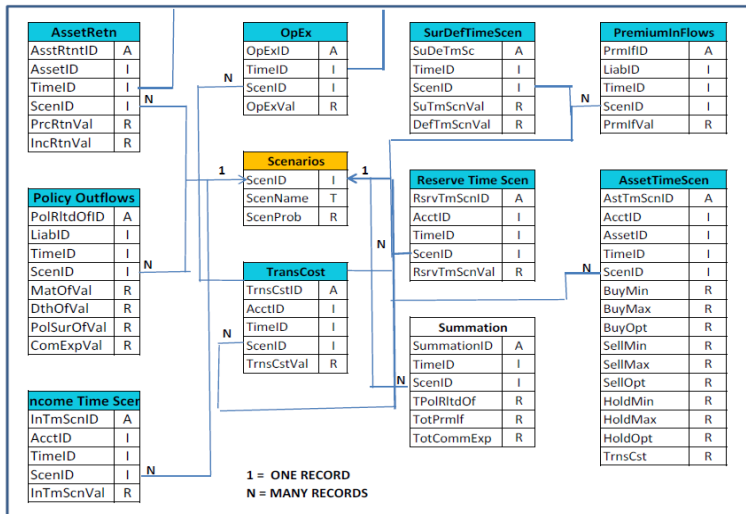 AssetRetn
AsstRtntID A
AssetID I
TimeID I
ScenID I
PrcRtnVal R
IncRtnVal R
N
OpEx
OpExID A
TimeID I
ScenID I
OpExVal R
N
SurDefTimeScen
SuDeTmSc A
TimeID I
ScenID I
SuTmScnVal R
DefTmScnVal R
PremiumInFlows
PrmIfID A
LiabID I
TimeID I
ScenID I
PrmIfVal R
N
1
Scenarios
ScenID I
ScenName T
ScenProb R
1
Policy Outflows
PolRltdOfID A
LiabID I
TimeID I
ScenID I
MatOfVal R
DthOfVal R
PolSurOfVal R
ComExpVal R
N
Reserve Time Scen
RsrvTmScnID A
AcctID I
TimeID I
ScenID I
RsrvTmScnVal R
N
AssetTimeScen
AstTmScnID A
AcctID I
AssetID I
TimeID I
ScenID I
BuyMin R
BuyMax R
BuyOpt R
SellMin R
SellMax R
SellOpt R
HoldMin R
HoldMax R
HoldOpt R
TrnsCst R
N
TransCost
TrnsCstID A
AcctID I
TimeID I
ScenID I
TrnsCstVal R
N
Summation
SummationID A
TimeID I
ScenID I
TPolRltdOf R
TotPrmIf R
TotCommExp R
N
ncome Time Scer
InTmScnID A
AcctID I
TimeID I
ScenID I
InTmScnVal R
N
1 = ONE RECORD
N = MANY RECORDS